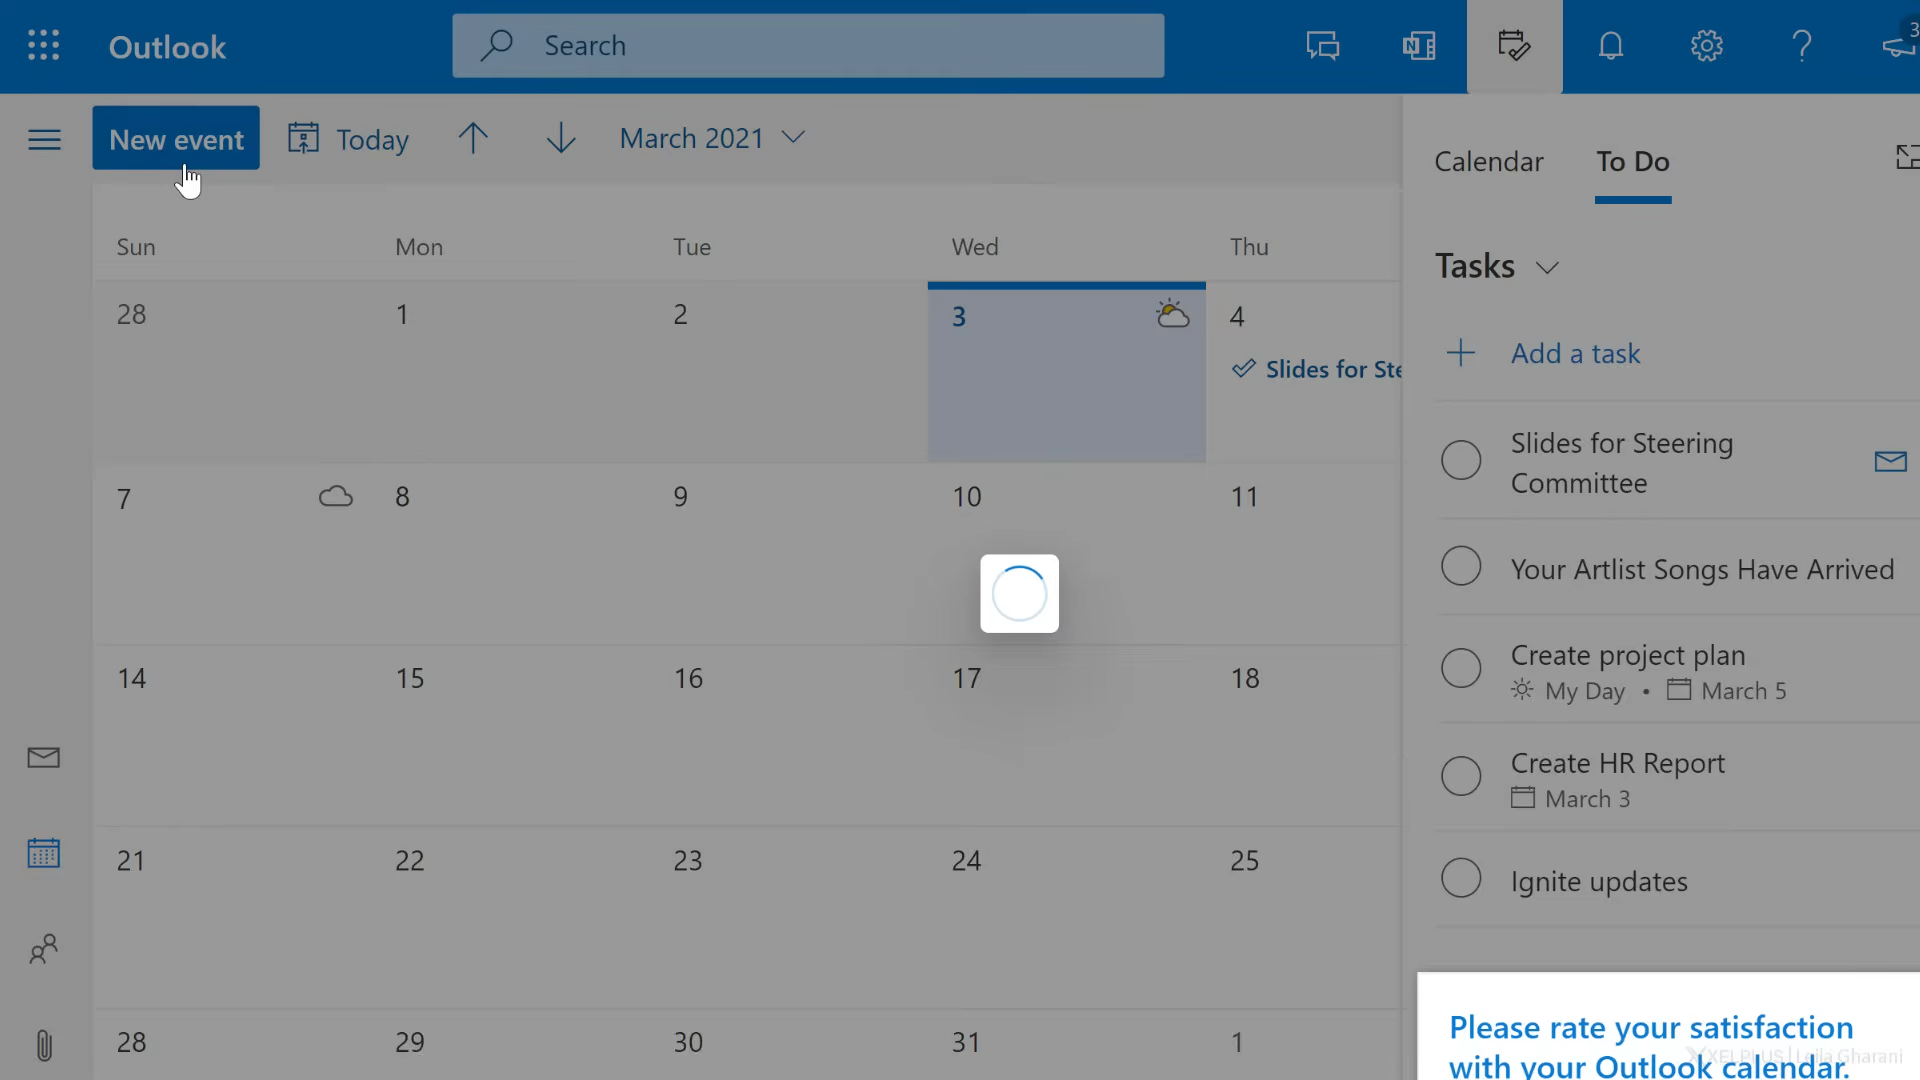 Outlook
Search
3
New event
Today
March 2021
Calendar
To Do
Sun
Mon
Tue
Wed
Thu
Tasks
28
1
2
3
4
Slides for Ste
Add a task
Slides for Steering
Committee
7
8
9
10
11
Your Artlist Songs Have Arrived
Create project plan
My Day • March 5
14
15
16
17
18
Create HR Report
March 3
21
22
23
24
25
Ignite updates
28
29
30
31
1
Please rate your satisfaction
with your Outlook calendar.
XELPLUS | Leila Gharani